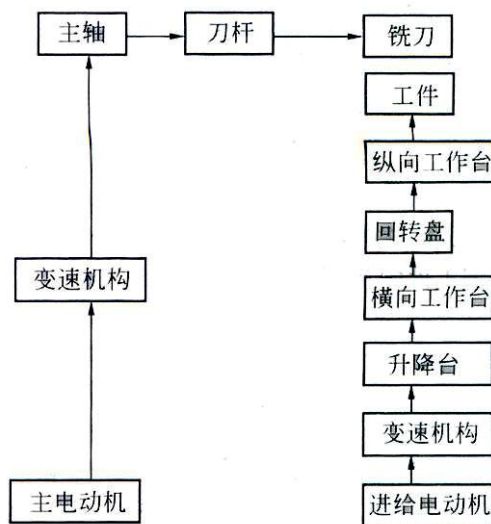 主轴
刀杆
铣刀
工件
纵向工作台
回转盘
变速机构
横向工作台
升降台
变速机构
主电动机
进给电动机